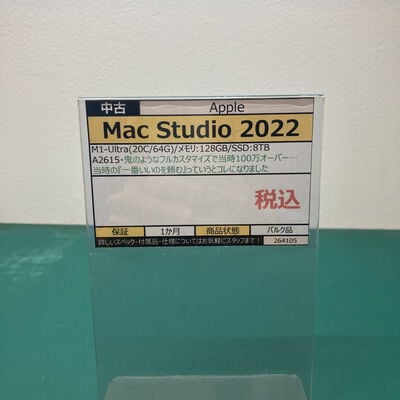 中古 Apple
Mac Studio 2022
M1-Ultra(20C/64G)/メモリ:128GB/SSD:8TB
A2615・鬼のようなフルカスタマイズで当時100万オーバー…
当時の『一番いいのを頼む』っていうとコレになりました
税込
保証 1か月 商品状態 バルク品
詳しいスペック・付属品・仕様についてはお気軽にスタッフまで! 264105